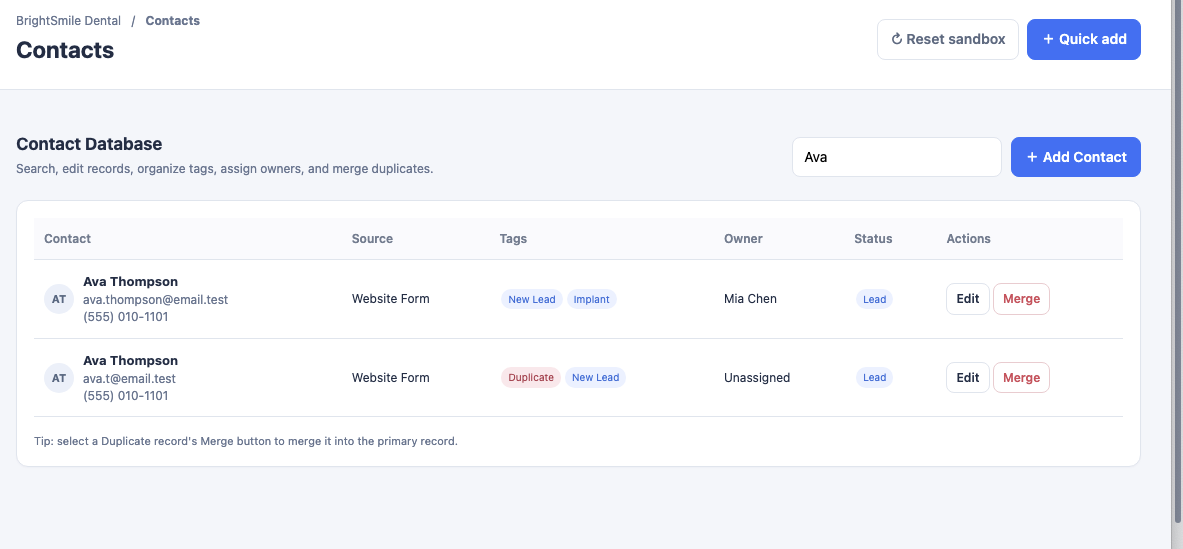 BrightSmile Dental / Contacts
Contacts
↻ Reset sandbox
+ Quick add
Contact Database
Search, edit records, organize tags, assign owners, and merge duplicates.
Ava
+ Add Contact
Contact Source Tags Owner Status Actions
AT
Ava Thompson
ava.thompson@email.test
(555) 010-1101
Website Form
New Lead Implant
Mia Chen
Lead
Edit Merge
AT
Ava Thompson
ava.t@email.test
(555) 010-1101
Website Form
Duplicate New Lead
Unassigned
Lead
Edit Merge
Tip: select a Duplicate record's Merge button to merge it into the primary record.